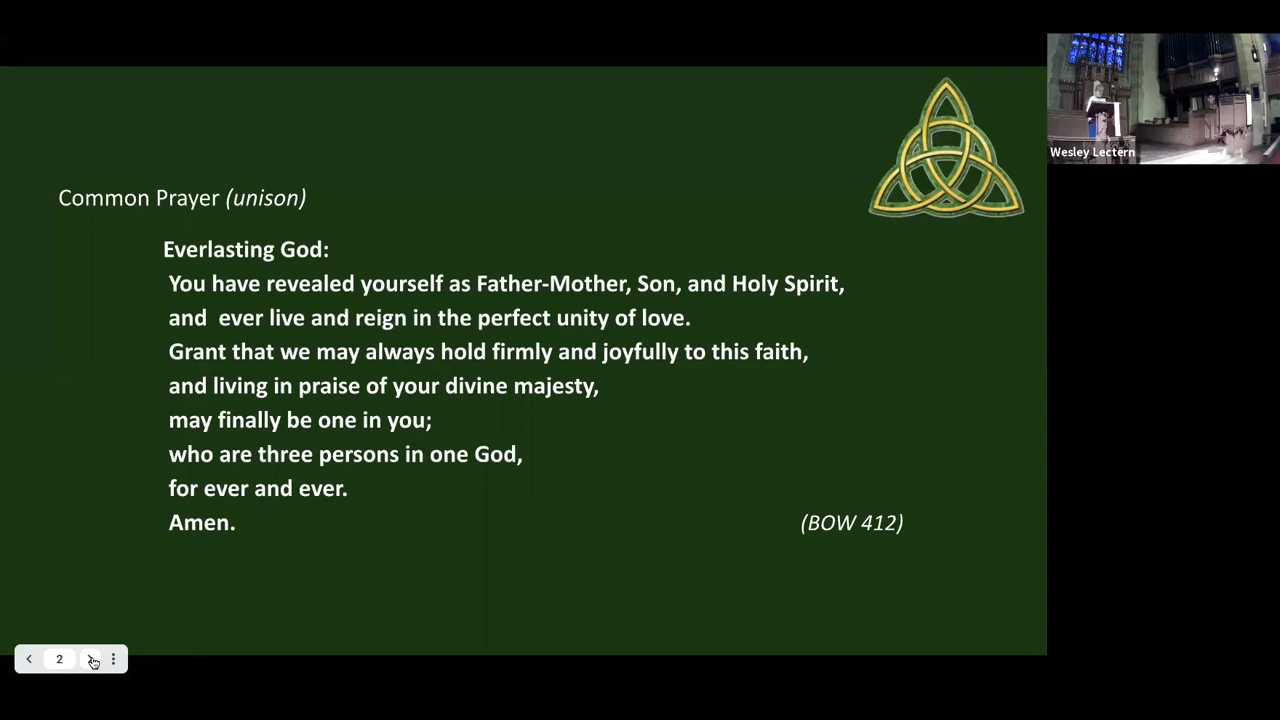 Wesley Lectern
Common Prayer (unison)
Everlasting God:
You have revealed yourself as Father-Mother, Son, and Holy Spirit,
and ever live and reign in the perfect unity of love.
Grant that we may always hold firmly and joyfully to this faith,
and living in praise of your divine majesty,
may finally be one in you;
who are three persons in one God,
for ever and ever.
Amen. (BOW 412)
2